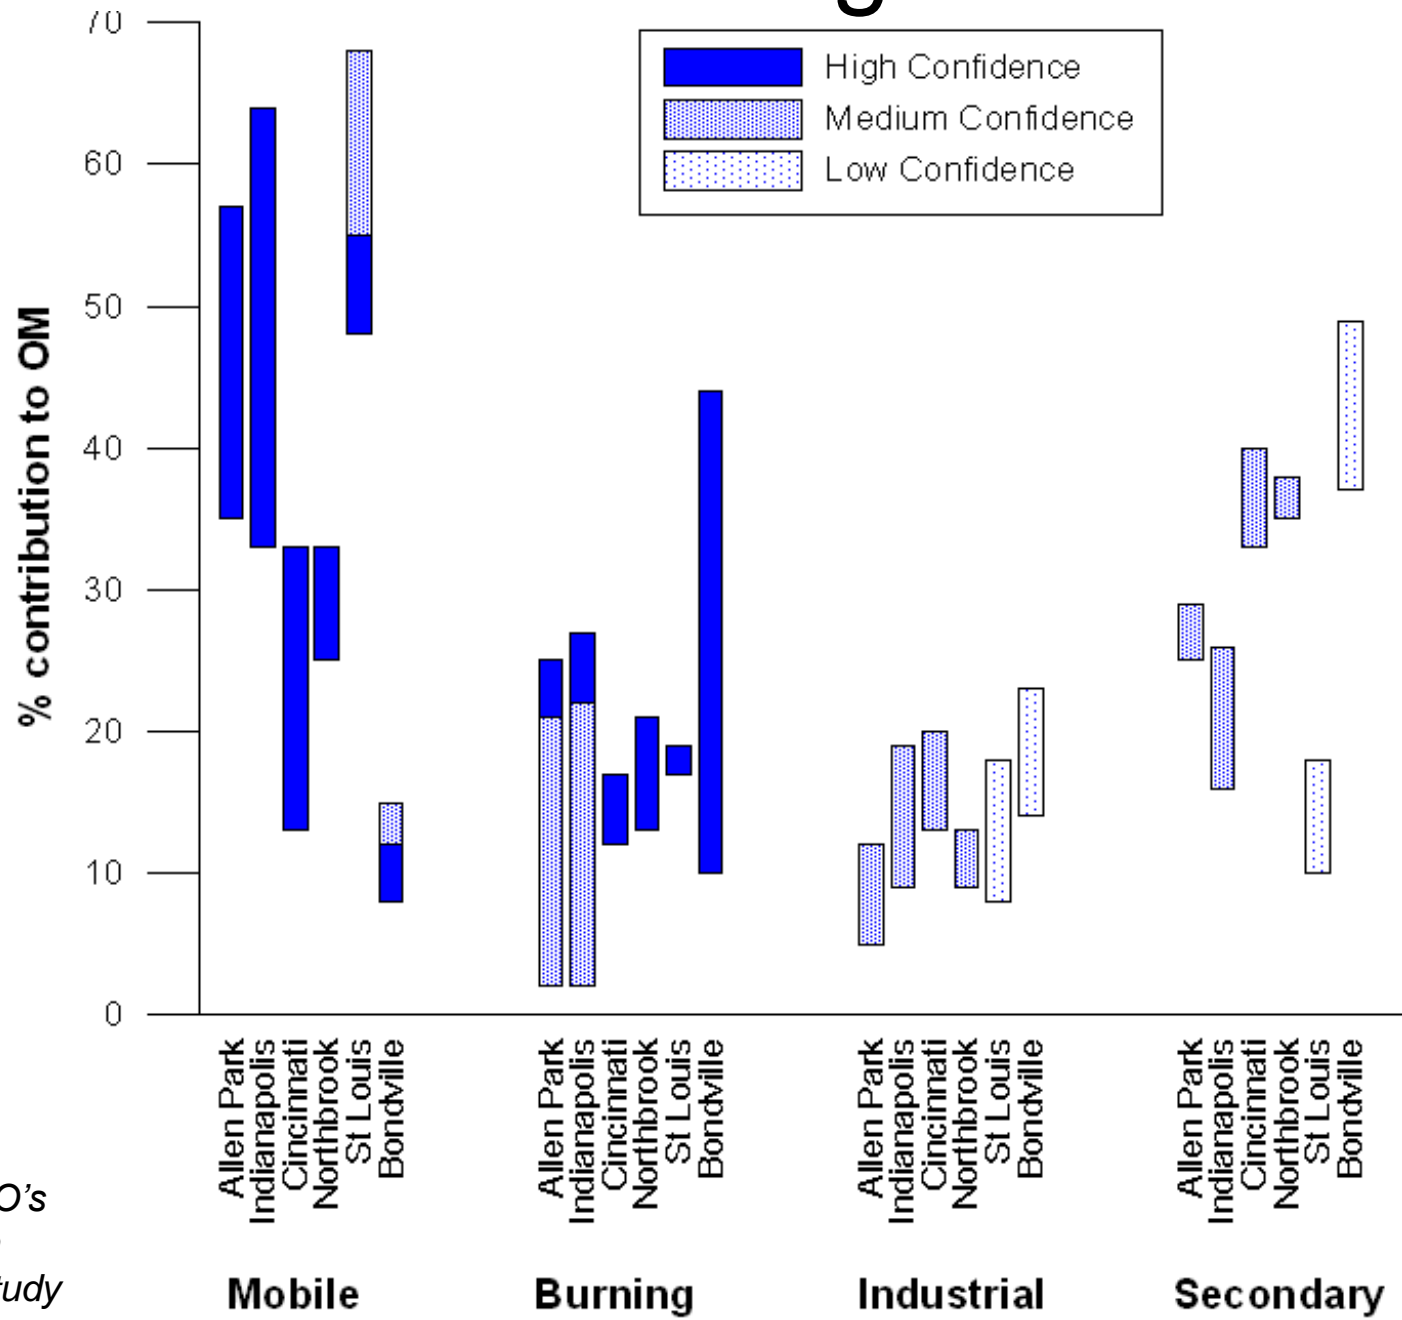 g
70
60
50
40
30
20
10
0
% contribution to OM
High Confidence
Medium Confidence
Low Confidence
Allen Park
Indianapolis
Cincinnati
Northbrook
St Louis
Bondville
Allen Park
Indianapolis
Cincinnati
Northbrook
St Louis
Bondville
Allen Park
Indianapolis
Cincinnati
Northbrook
St Louis
Bondville
Allen Park
Indianapolis
Cincinnati
Northbrook
St Louis
Bondville
Mobile
Burning
Industrial
Secondary
O's
tudy